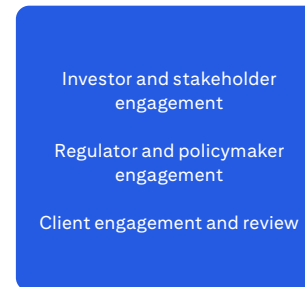 Investor and stakeholder
engagement
Regulator and policymaker
engagement
Client engagement and review